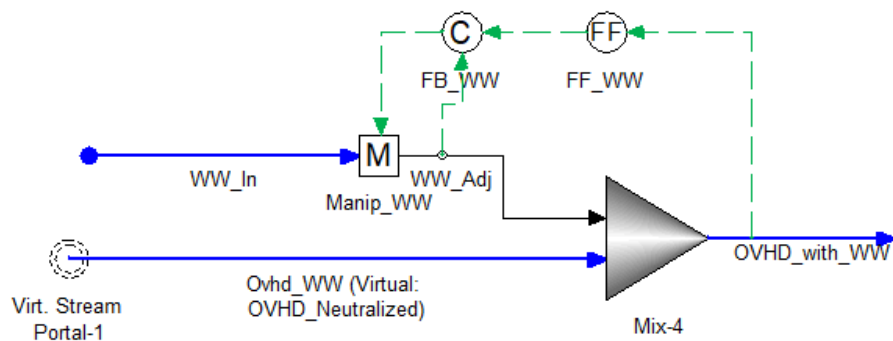 C
FF
FB_WW
FF_WW
M
WW_In
WW_Adj
Manip_WW
OVHD_with_WW
Ovhd_WW (Virtual:
OVHD_Neutralized)
Virt. Stream
Portal-1
Mix-4